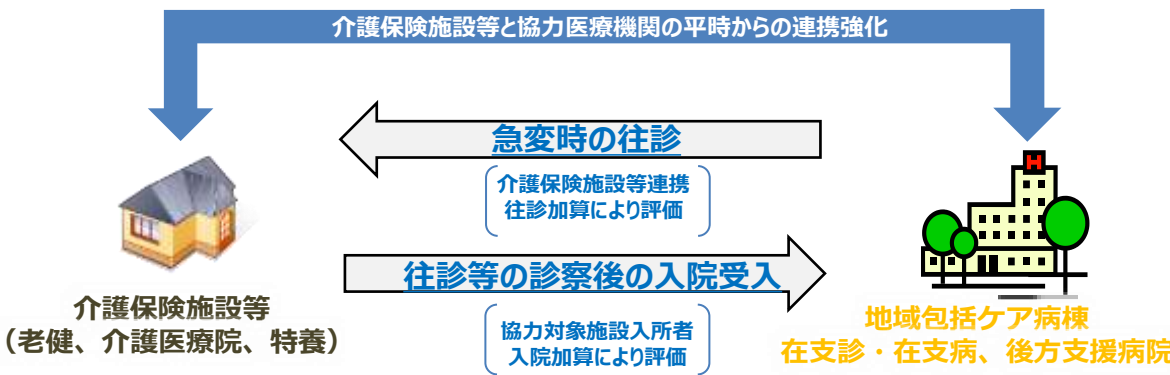 介護保険施設等と協力医療機関の平時からの連携強化
急変時の往診
介護保険施設等連携
往診加算により評価
往診等の診察後の入院受入
協力対象施設入所者
入院加算により評価
介護保険施設等
（老健、介護医療院、特養）
H
地域包括ケア病棟
在支診・在支病、後方支援病院